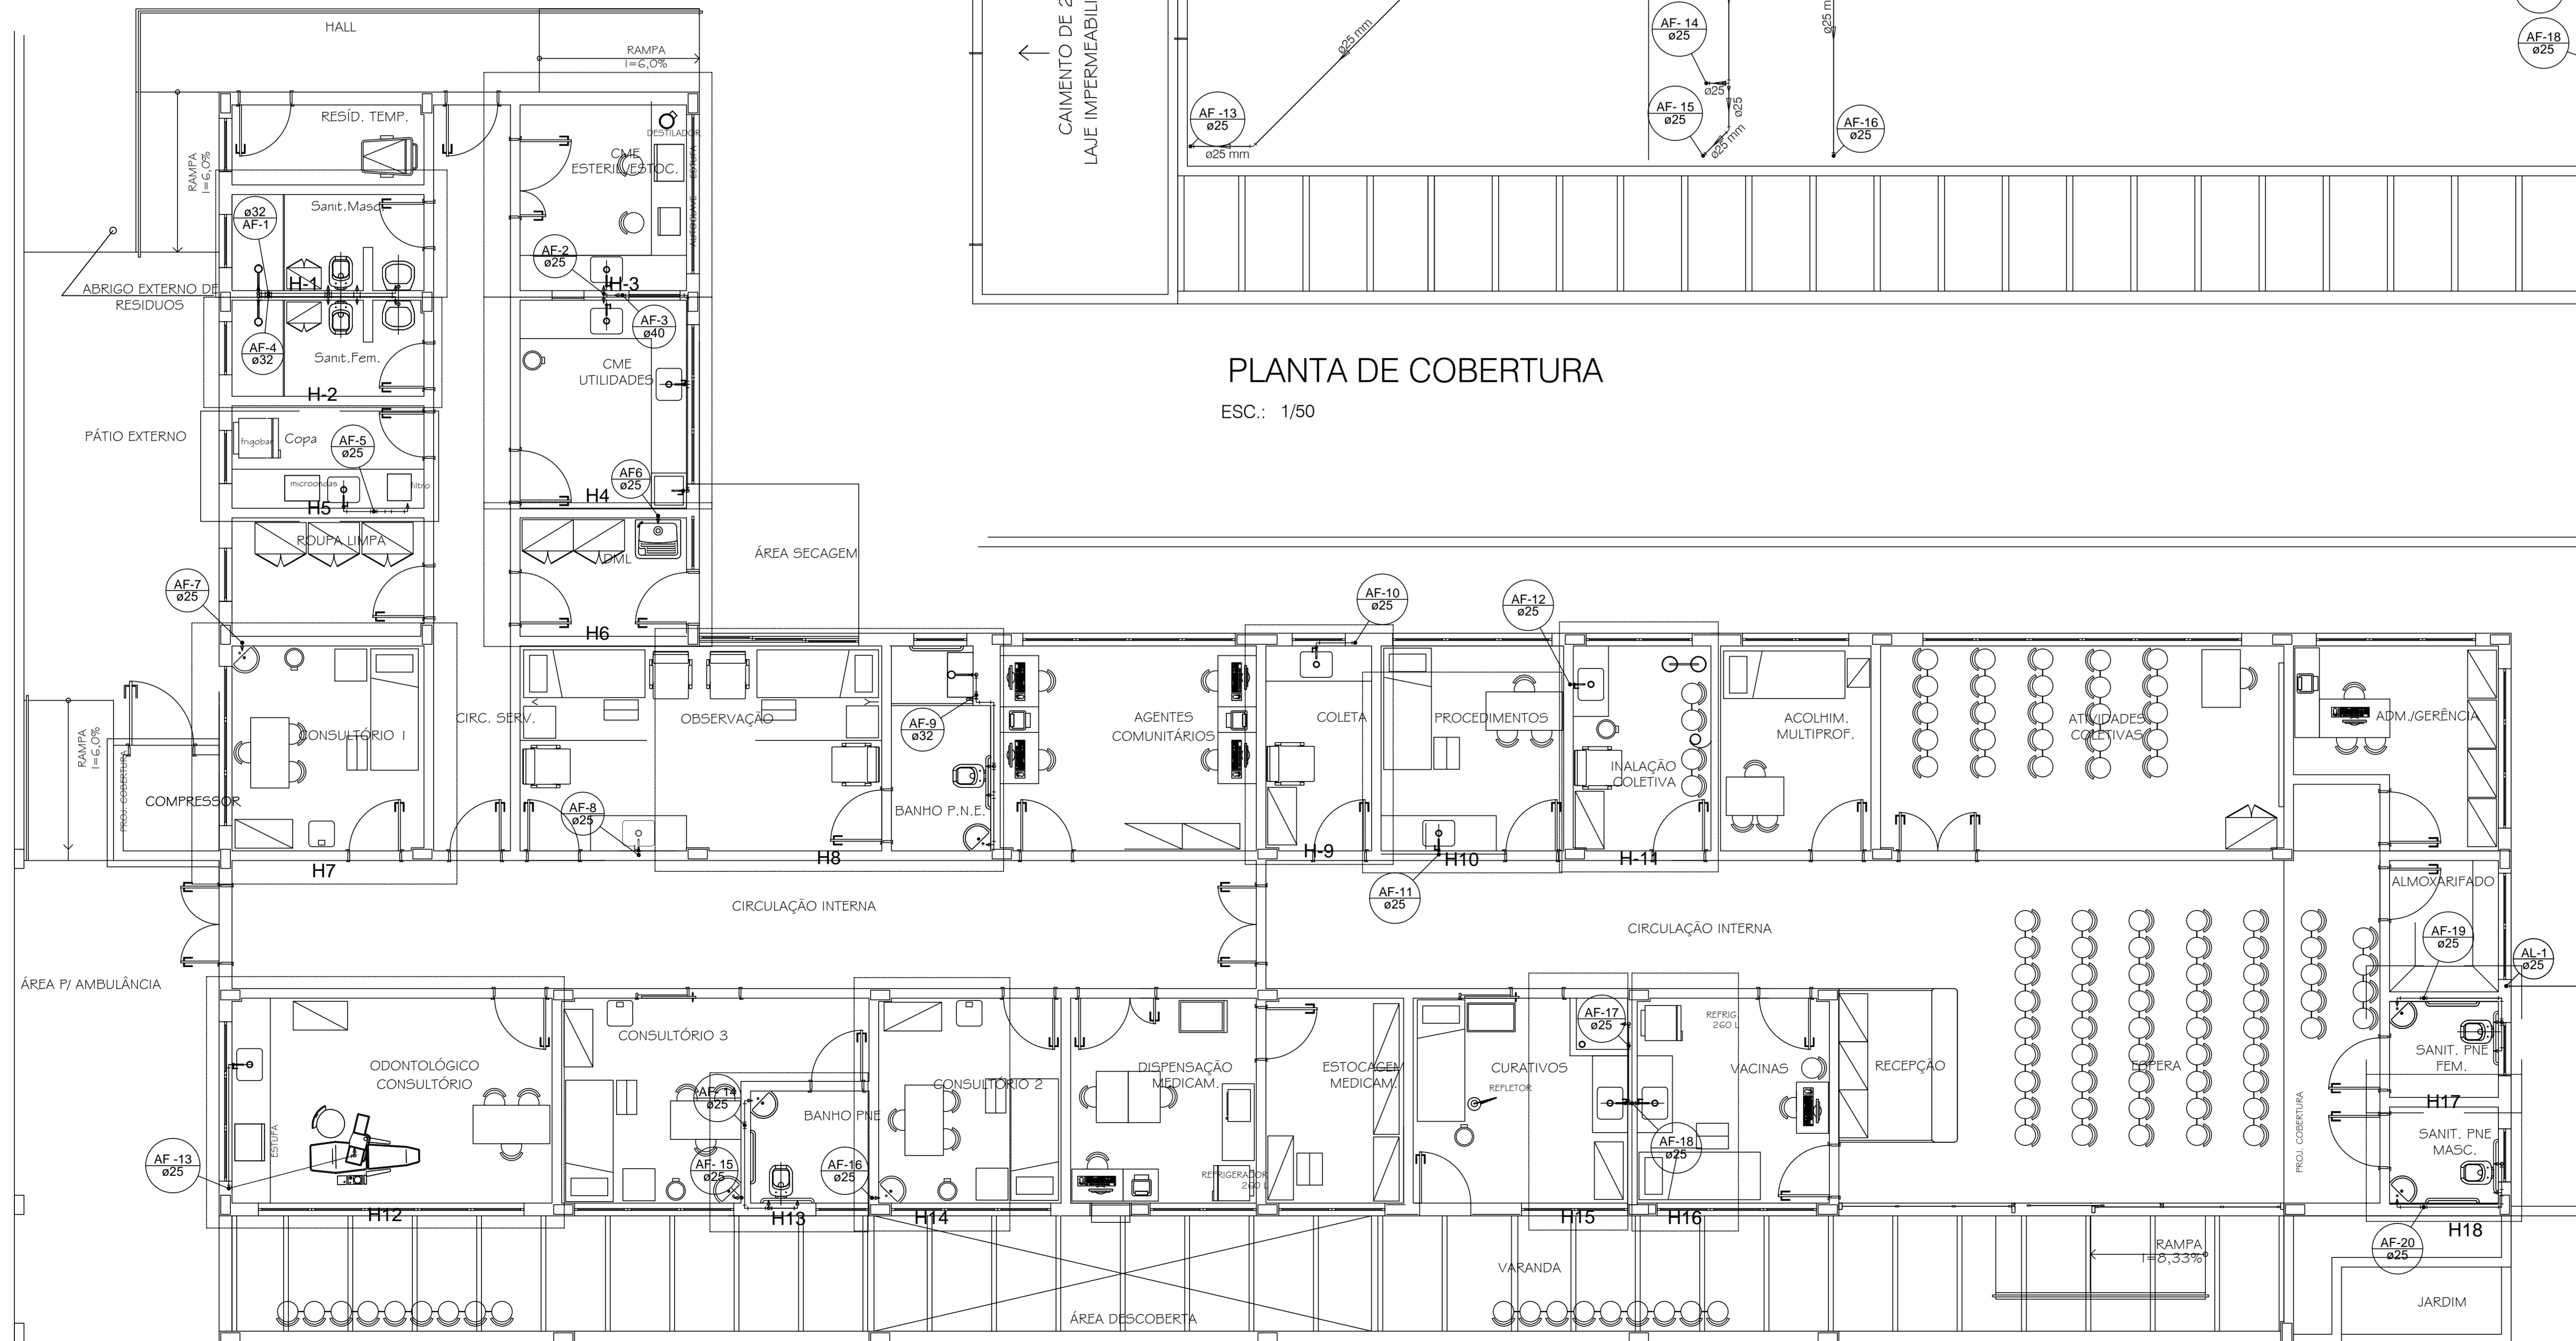 HALL
RAMPA
I=6,0%
RESÍD. TEMP.
RAMPA
I=6,0%
ø32
AF-1
Sanit.Masc.
H-1
ABRIGO EXTERNO DE
RESIDUOS
AF-4
ø32
Sanit.Fem.
H-2
PÁTIO EXTERNO
frigobar
Copa
AF-5
ø25
microondas
filtro
H5
ROUPA LIMPA
DESTILADOR
CME
ESTERIL/ESTOC.
ESTUFA
AUTOCLAVE
AF-2
ø25
H-3
AF-3
ø40
CME
UTILIDADES
AF6
ø25
H4
DML
H6
ÁREA SECAGEM
CAIMENTO DE 2
LAJE IMPERMEABILI
ø25 mm
AF -13
ø25
ø25 mm
AF- 14
ø25
ø25
ø25
AF- 15
ø25
ø25 mm
ø25 m
AF-16
ø25
AF-18
ø25
PLANTA DE COBERTURA
ESC.: 1/50
AF-7
ø25
CONSULTÓRIO 1
CIRC. SERV.
RAMPA
I=6,0%
PROJ. COBERTURA
COMPRESSOR
H7
OBSERVAÇÃO
AF-8
ø25
AF-9
ø32
BANHO P.N.E.
H8
AGENTES
COMUNITÁRIOS
AF-10
ø25
COLETA
H-9
PROCEDIMENTOS
H10
AF-11
ø25
AF-12
ø25
INALAÇÃO
COLETIVA
H-11
ACOLHIM.
MULTIPROF.
ATIVIDADES
COLETIVAS
ADM./GERÊNCIA
CIRCULAÇÃO INTERNA
CIRCULAÇÃO INTERNA
ALMOXARIFADO
AF-19
ø25
AL-1
ø25
ÁREA P/ AMBULÂNCIA
ODONTOLÓGICO
CONSULTÓRIO
ESTUFA
AF -13
ø25
H12
CONSULTÓRIO 3
AF- 14
ø25
BANHO PNE
AF- 15
ø25
H13
AF-16
ø25
CONSULTÓRIO 2
H14
DISPENSAÇÃO
MEDICAM.
REFRIGERADOR
260 L
ESTOCAGEM
MEDICAM.
CURATIVOS
REFLETOR
AF-17
ø25
H15
REFRIG.
260 L
VACINAS
AF-18
ø25
H16
RECEPÇÃO
ESPERA
PROJ. COBERTURA
SANIT. PNE
FEM.
H17
SANIT. PNE
MASC.
H18
AF-20
ø25
RAMPA
I=8,33%
VARANDA
ÁREA DESCOBERTA
JARDIM